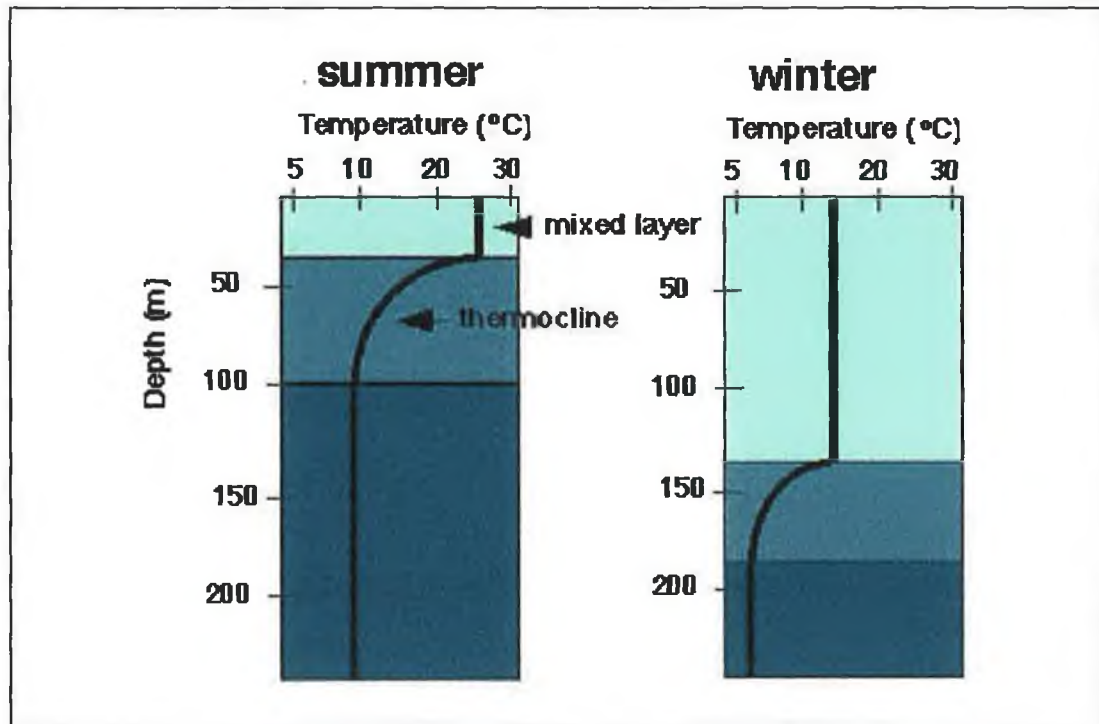 summer
Temperature (°C)
5 10 20 30
mixed layer
thermocline
Depth (m)
50
100
150
200
winter
Temperature (°C)
5 10 20 30
50
100
150
200